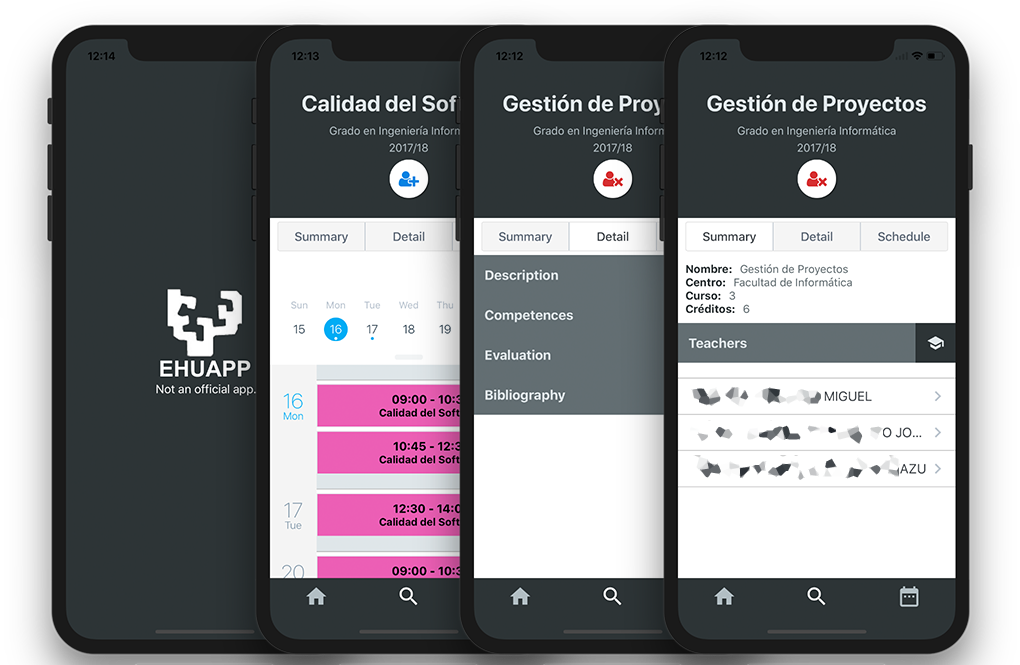 12:14
EHUAPP
Not an official app.
12:13
Calidad del Sof
Grado en Ingeniería Inform
2017/18
Summary Detail
Sun Mon Tue Wed Thu
15 16 17 18 19
16
Mon
09:00 - 10:3
Calidad del Soft
10:45 - 12:3
Calidad del Soft
17
Tue
12:30 - 14:0
Calidad del Soft
20
09:00 - 10:3
12:12
Gestión de Proy
Grado en Ingeniería Inform
2017/18
Summary Detail
Description
Competences
Evaluation
Bibliography
12:12
Gestión de Proyectos
Grado en Ingeniería Informática
2017/18
Summary Detail Schedule
Nombre: Gestión de Proyectos
Centro: Facultad de Informática
Curso: 3
Créditos: 6
Teachers
MIGUEL
O JO...
AZU